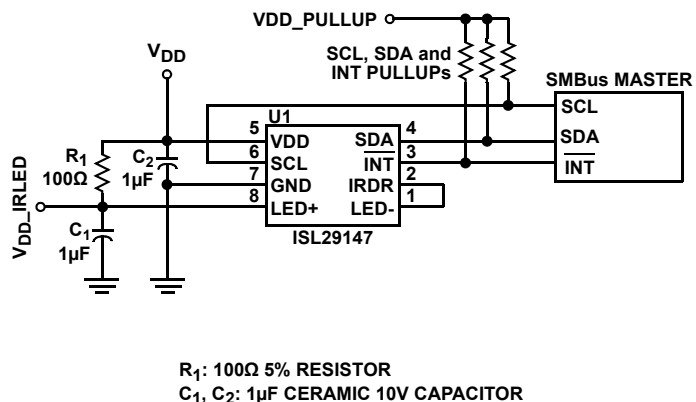 VDD_PULLUP
VDD
SCL, SDA and
INT PULLUPs
SMBus MASTER
SCL
SDA
INT
U1
5 VDD SDA 4
6 SCL INT 3
7 GND IRDR 2
8 LED+ LED- 1
ISL29147
R1
100Ω
C2
1µF
VDD_IRLED
C1
1µF
R1: 100Ω 5% RESISTOR
C1, C2: 1µF CERAMIC 10V CAPACITOR